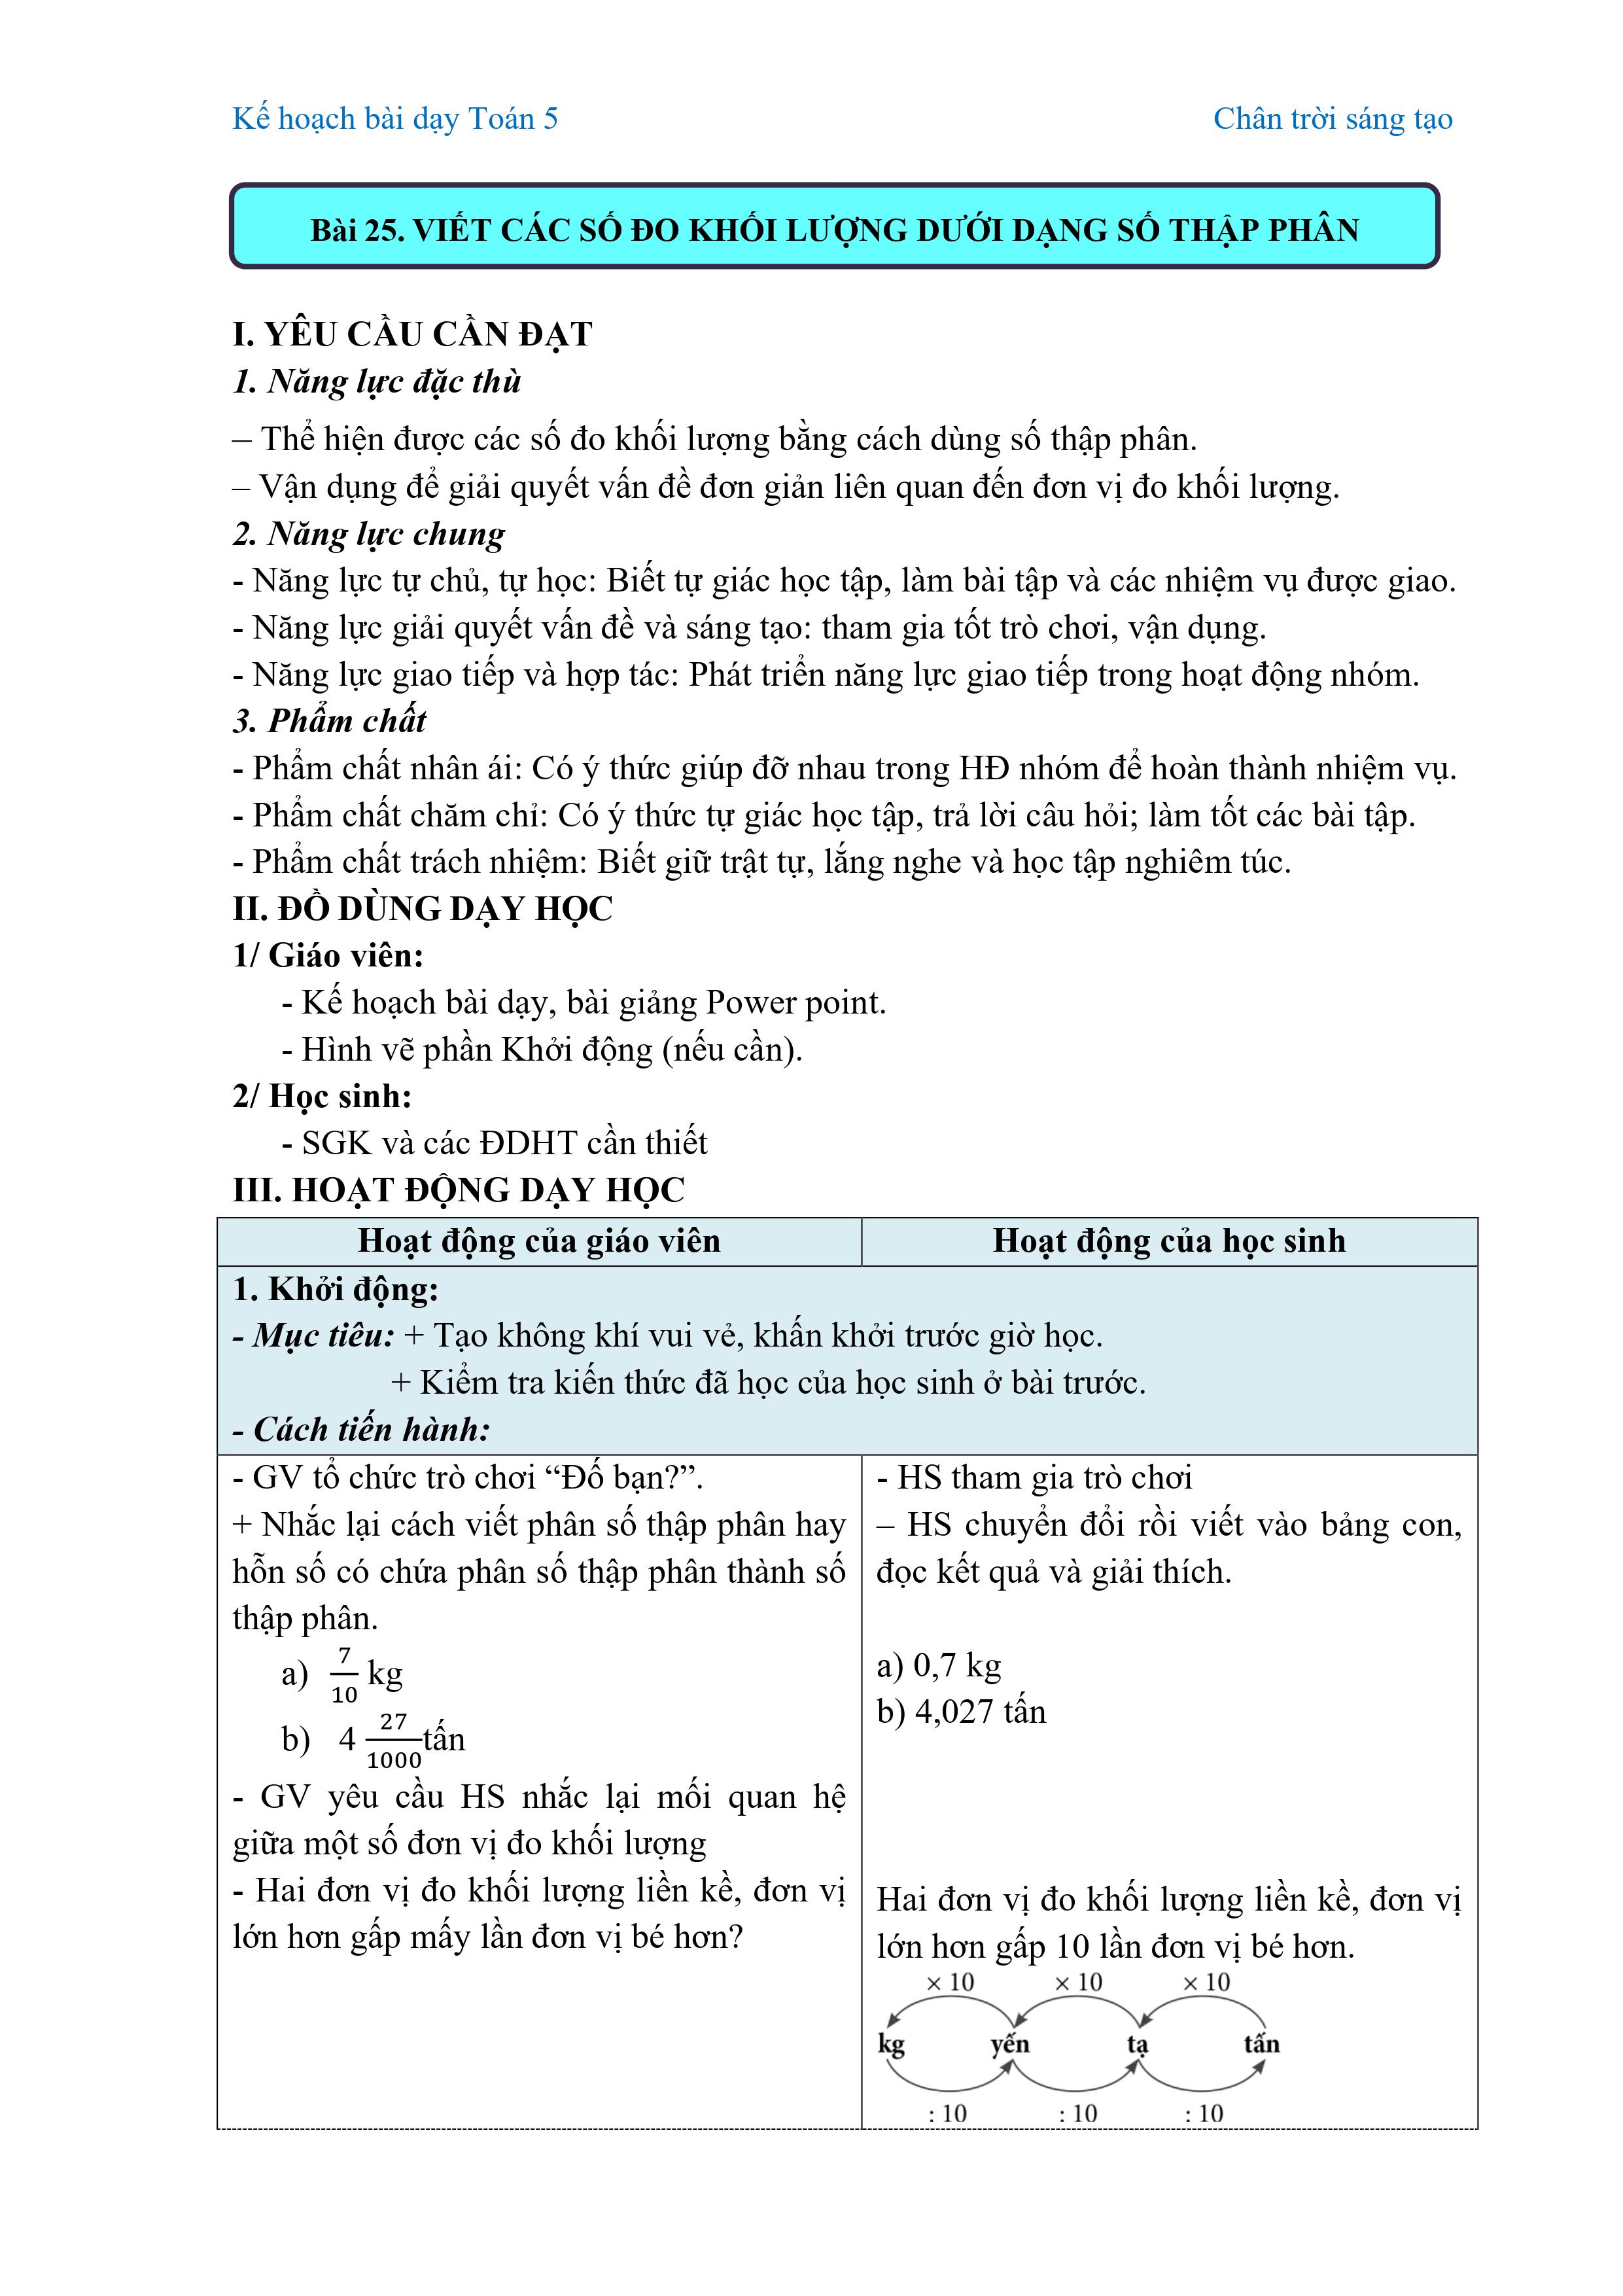 Kế hoạch bài dạy Toán 5 Chân trời sáng tạo
Bài 25. VIẾT CÁC SỐ ĐO KHỐI LƯỢNG DƯỚI DẠNG SỐ THẬP PHÂN
I. YÊU CẦU CẦN ĐẠT
1. Năng lực đặc thù
– Thể hiện được các số đo khối lượng bằng cách dùng số thập phân.
– Vận dụng để giải quyết vấn đề đơn giản liên quan đến đơn vị đo khối lượng.
2. Năng lực chung
- Năng lực tự chủ, tự học: Biết tự giác học tập, làm bài tập và các nhiệm vụ được giao.
- Năng lực giải quyết vấn đề và sáng tạo: tham gia tốt trò chơi, vận dụng.
- Năng lực giao tiếp và hợp tác: Phát triển năng lực giao tiếp trong hoạt động nhóm.
3. Phẩm chất
- Phẩm chất nhân ái: Có ý thức giúp đỡ nhau trong HĐ nhóm để hoàn thành nhiệm vụ.
- Phẩm chất chăm chỉ: Có ý thức tự giác học tập, trả lời câu hỏi; làm tốt các bài tập.
- Phẩm chất trách nhiệm: Biết giữ trật tự, lắng nghe và học tập nghiêm túc.
II. ĐỒ DÙNG DẠY HỌC
1/ Giáo viên:
- Kế hoạch bài dạy, bài giảng Power point.
- Hình vẽ phần Khởi động (nếu cần).
2/ Học sinh:
- SGK và các ĐDHT cần thiết
III. HOẠT ĐỘNG DẠY HỌC
Hoạt động của giáo viên
Hoạt động của học sinh
1. Khởi động:
- Mục tiêu: + Tạo không khí vui vẻ, khấn khởi trước giờ học.
+ Kiểm tra kiến thức đã học của học sinh ở bài trước.
- Cách tiến hành:
- GV tổ chức trò chơi “Đố bạn?”.
+ Nhắc lại cách viết phân số thập phân hay
hỗn số có chứa phân số thập phân thành số
thập phân.
a) 7/10 kg
b) 4 27/1000 tấn
- GV yêu cầu HS nhắc lại mối quan hệ
giữa một số đơn vị đo khối lượng
- Hai đơn vị đo khối lượng liền kề, đơn vị
lớn hơn gấp mấy lần đơn vị bé hơn?
- HS tham gia trò chơi
– HS chuyển đổi rồi viết vào bảng con,
đọc kết quả và giải thích.
a) 0,7 kg
b) 4,027 tấn
Hai đơn vị đo khối lượng liền kề, đơn vị
lớn hơn gấp 10 lần đơn vị bé hơn.
× 10 × 10 × 10
kg yến tạ tấn
: 10 : 10 : 10